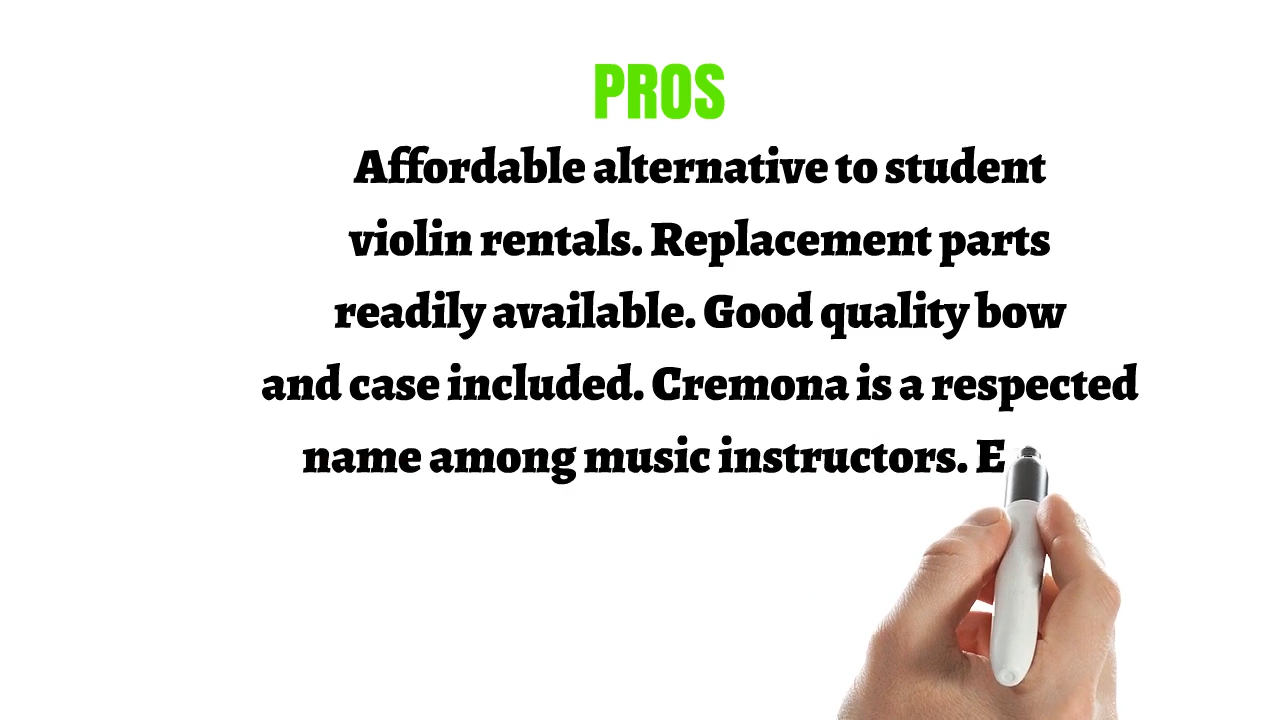 PROS
Affordable alternative to student
violin rentals. Replacement parts
readily available. Good quality bow
and case included. Cremona is a respected
name among music instructors. E